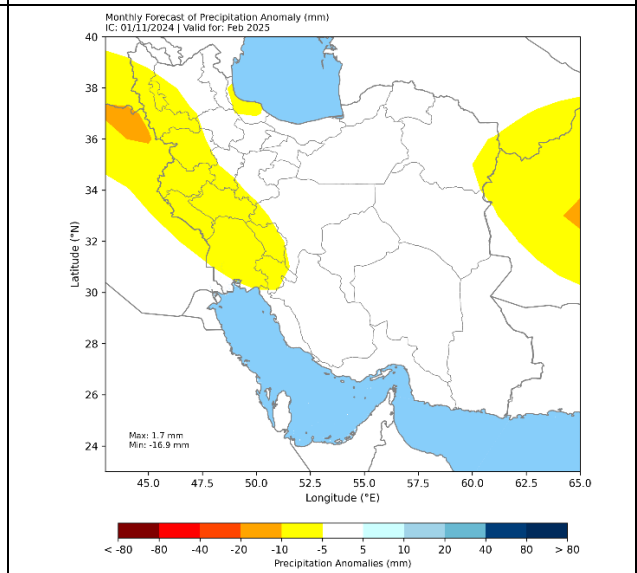 Monthly Forecast of Precipitation Anomaly (mm)
IC: 01/11/2024 | Valid for: Feb 2025
40
38
36
34
32
30
28
26
24
Latitude (°N)
Max: 1.7 mm
Min: -16.9 mm
45.0 47.5 50.0 52.5 55.0 57.5 60.0 62.5 65.0
Longitude (°E)
< -80 -80 -40 -20 -10 -5 5 10 20 40 80 > 80
Precipitation Anomalies (mm)